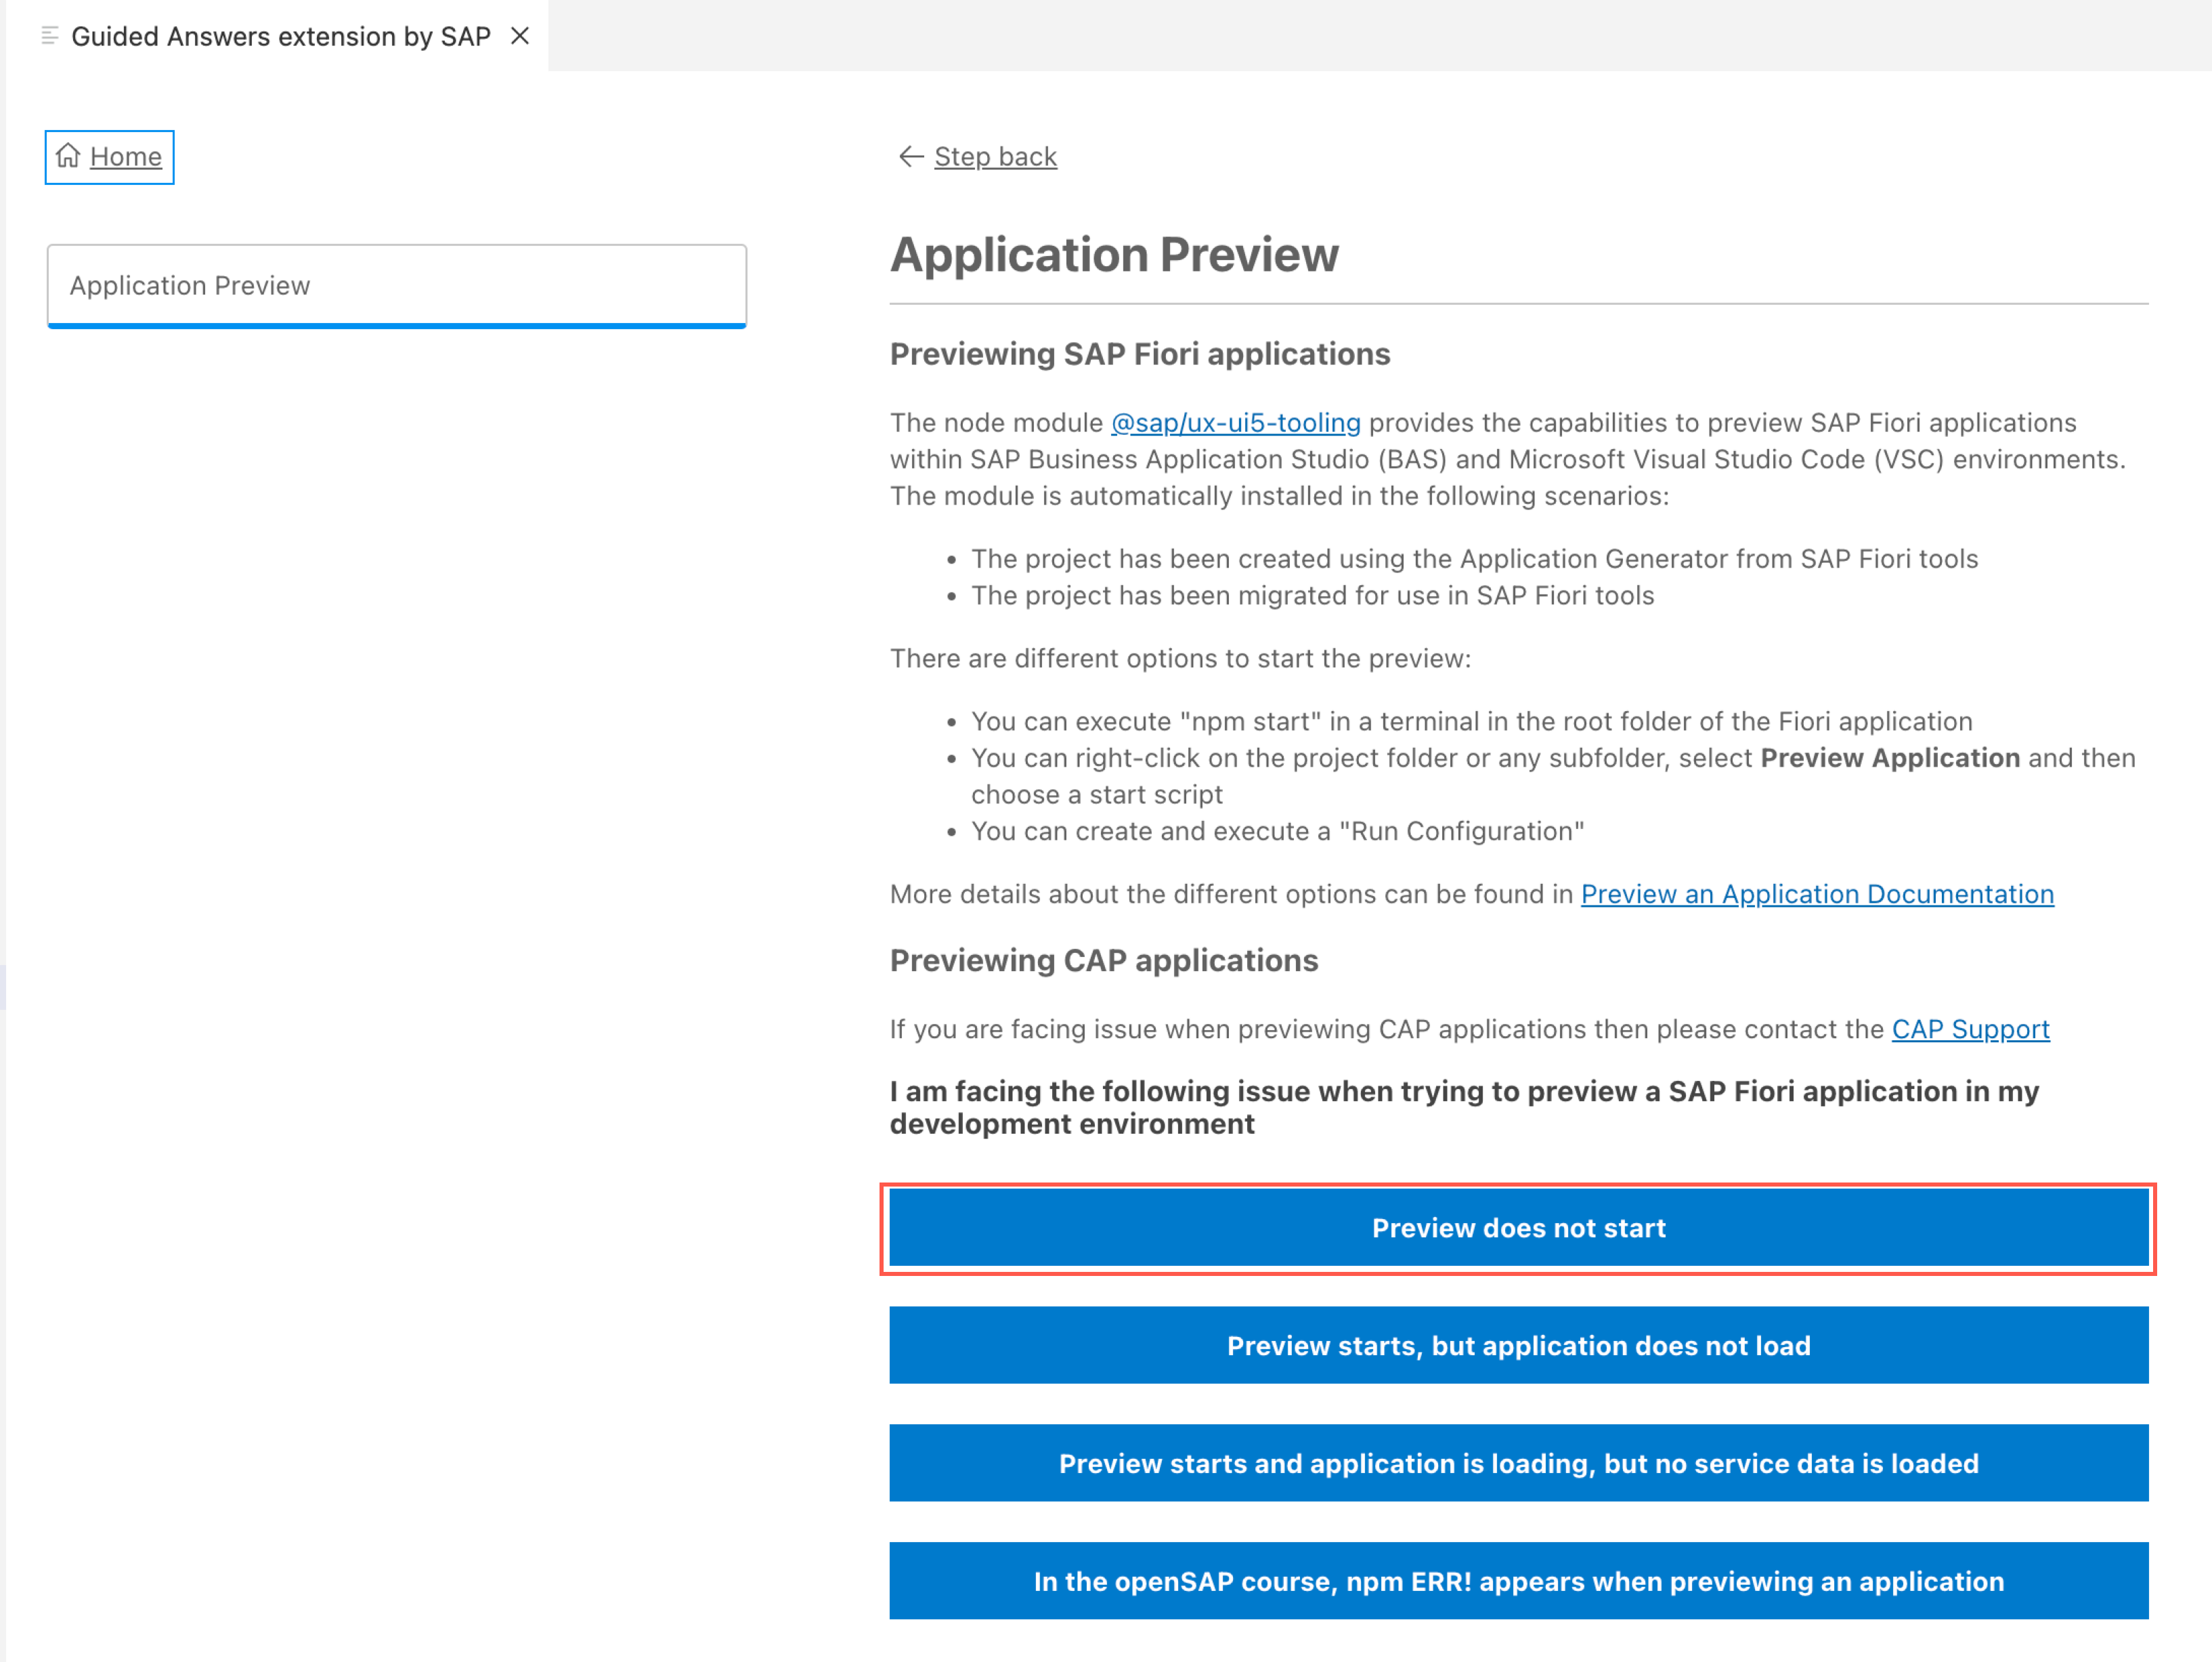 Guided Answers extension by SAP
Home
Step back
Application Preview
Application Preview
Previewing SAP Fiori applications
The node module @sap/ux-ui5-tooling provides the capabilities to preview SAP Fiori applications
within SAP Business Application Studio (BAS) and Microsoft Visual Studio Code (VSC) environments.
The module is automatically installed in the following scenarios:
• The project has been created using the Application Generator from SAP Fiori tools
• The project has been migrated for use in SAP Fiori tools
There are different options to start the preview:
• You can execute "npm start" in a terminal in the root folder of the Fiori application
• You can right-click on the project folder or any subfolder, select Preview Application and then
choose a start script
• You can create and execute a "Run Configuration"
More details about the different options can be found in Preview an Application Documentation
Previewing CAP applications
If you are facing issue when previewing CAP applications then please contact the CAP Support
I am facing the following issue when trying to preview a SAP Fiori application in my
development environment
Preview does not start
Preview starts, but application does not load
Preview starts and application is loading, but no service data is loaded
In the openSAP course, npm ERR! appears when previewing an application